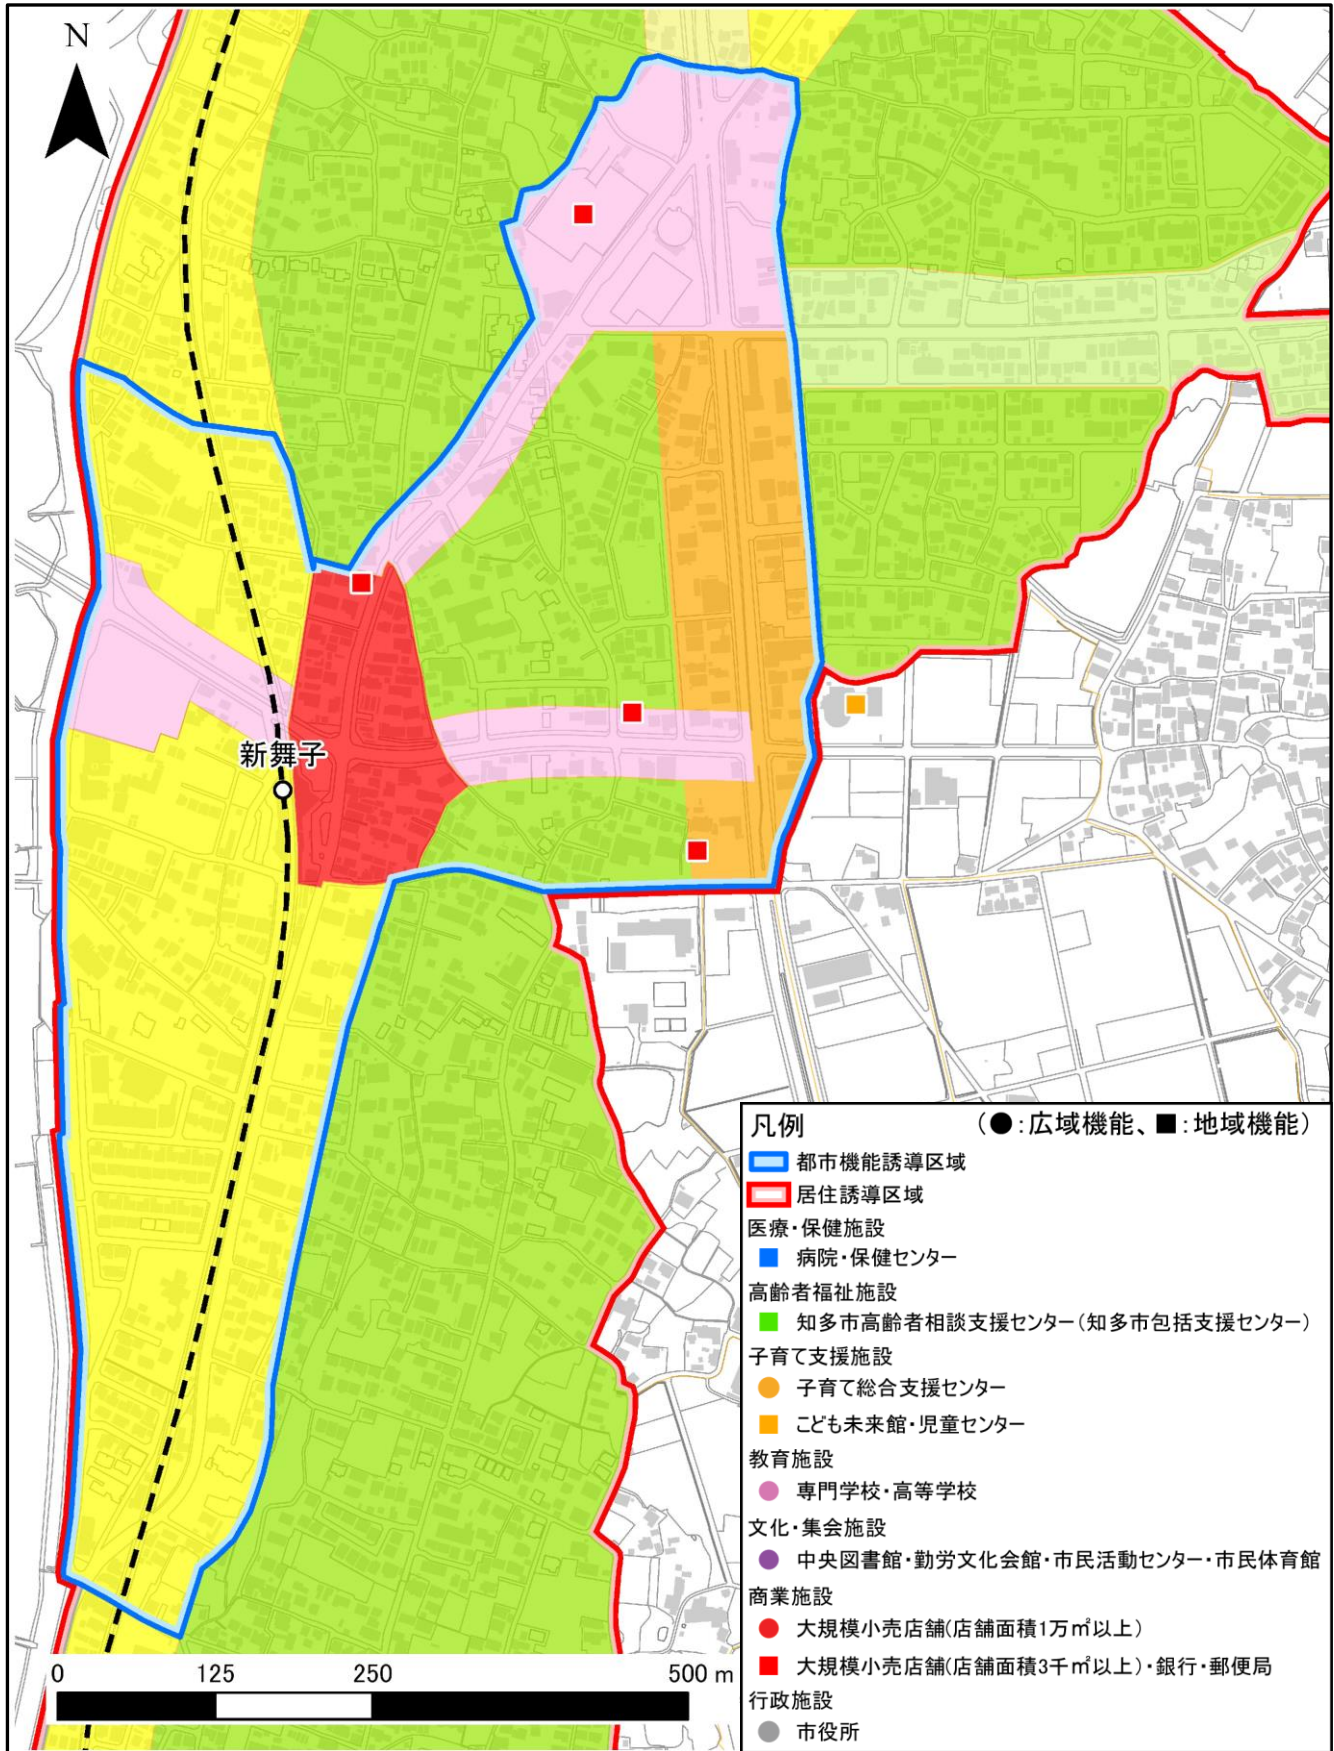 N
新舞子
凡例 （●：広域機能、■：地域機能）
都市機能誘導区域
居住誘導区域
医療・保健施設
病院・保健センター
高齢者福祉施設
知多市高齢者相談支援センター（知多市包括支援センター）
子育て支援施設
子育て総合支援センター
こども未来館・児童センター
教育施設
専門学校・高等学校
文化・集会施設
中央図書館・勤労文化会館・市民活動センター・市民体育館
商業施設
大規模小売店舗(店舗面積1万㎡以上)
大規模小売店舗(店舗面積3千㎡以上)・銀行・郵便局
行政施設
市役所
0 125 250 500 m